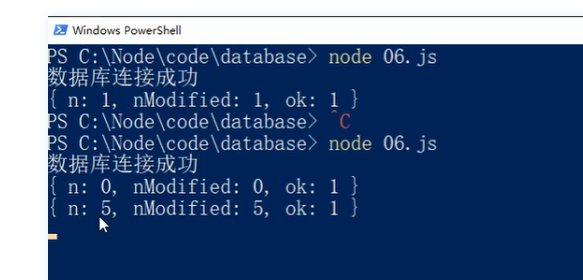 Windows PowerShell
PS C:\Node\code\database> node 06.js
数据库连接成功
{ n: 1, nModified: 1, ok: 1 }
PS C:\Node\code\database> ^C
PS C:\Node\code\database> node 06.js
数据库连接成功
{ n: 0, nModified: 0, ok: 1 }
{ n: 5, nModified: 5, ok: 1 }